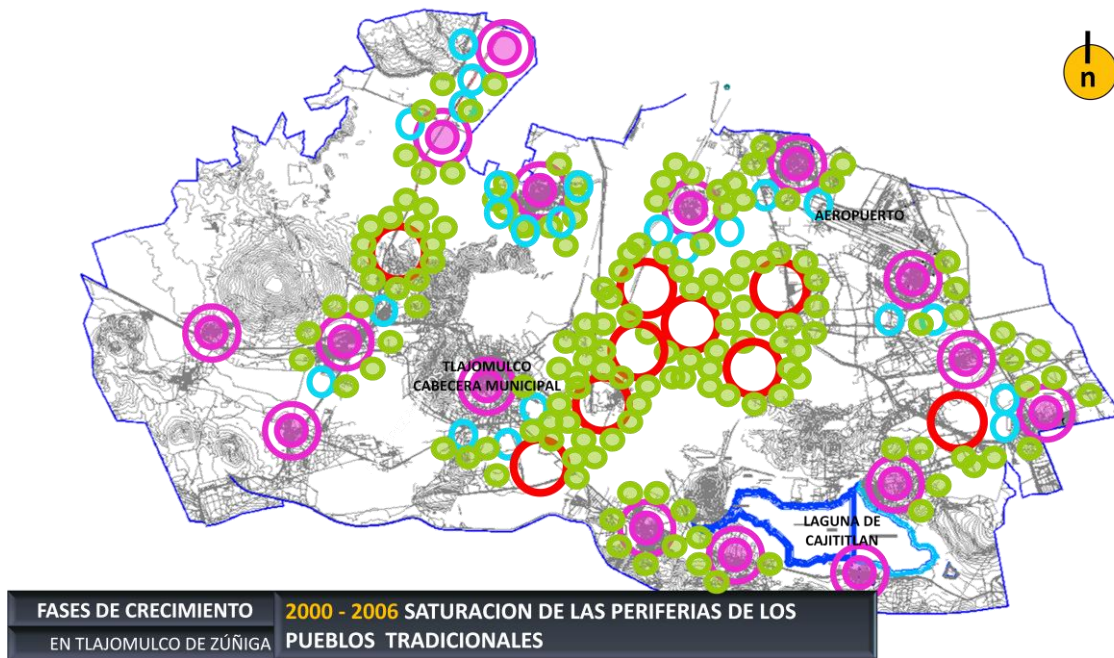 n
AEROPUERTO
TLAJOMULCO
CABECERA MUNICIPAL
LAGUNA DE
CAJITITLAN
FASES DE CRECIMIENTO
EN TLAJOMULCO DE ZÚÑIGA
2000 - 2006 SATURACION DE LAS PERIFERIAS DE LOS
PUEBLOS TRADICIONALES